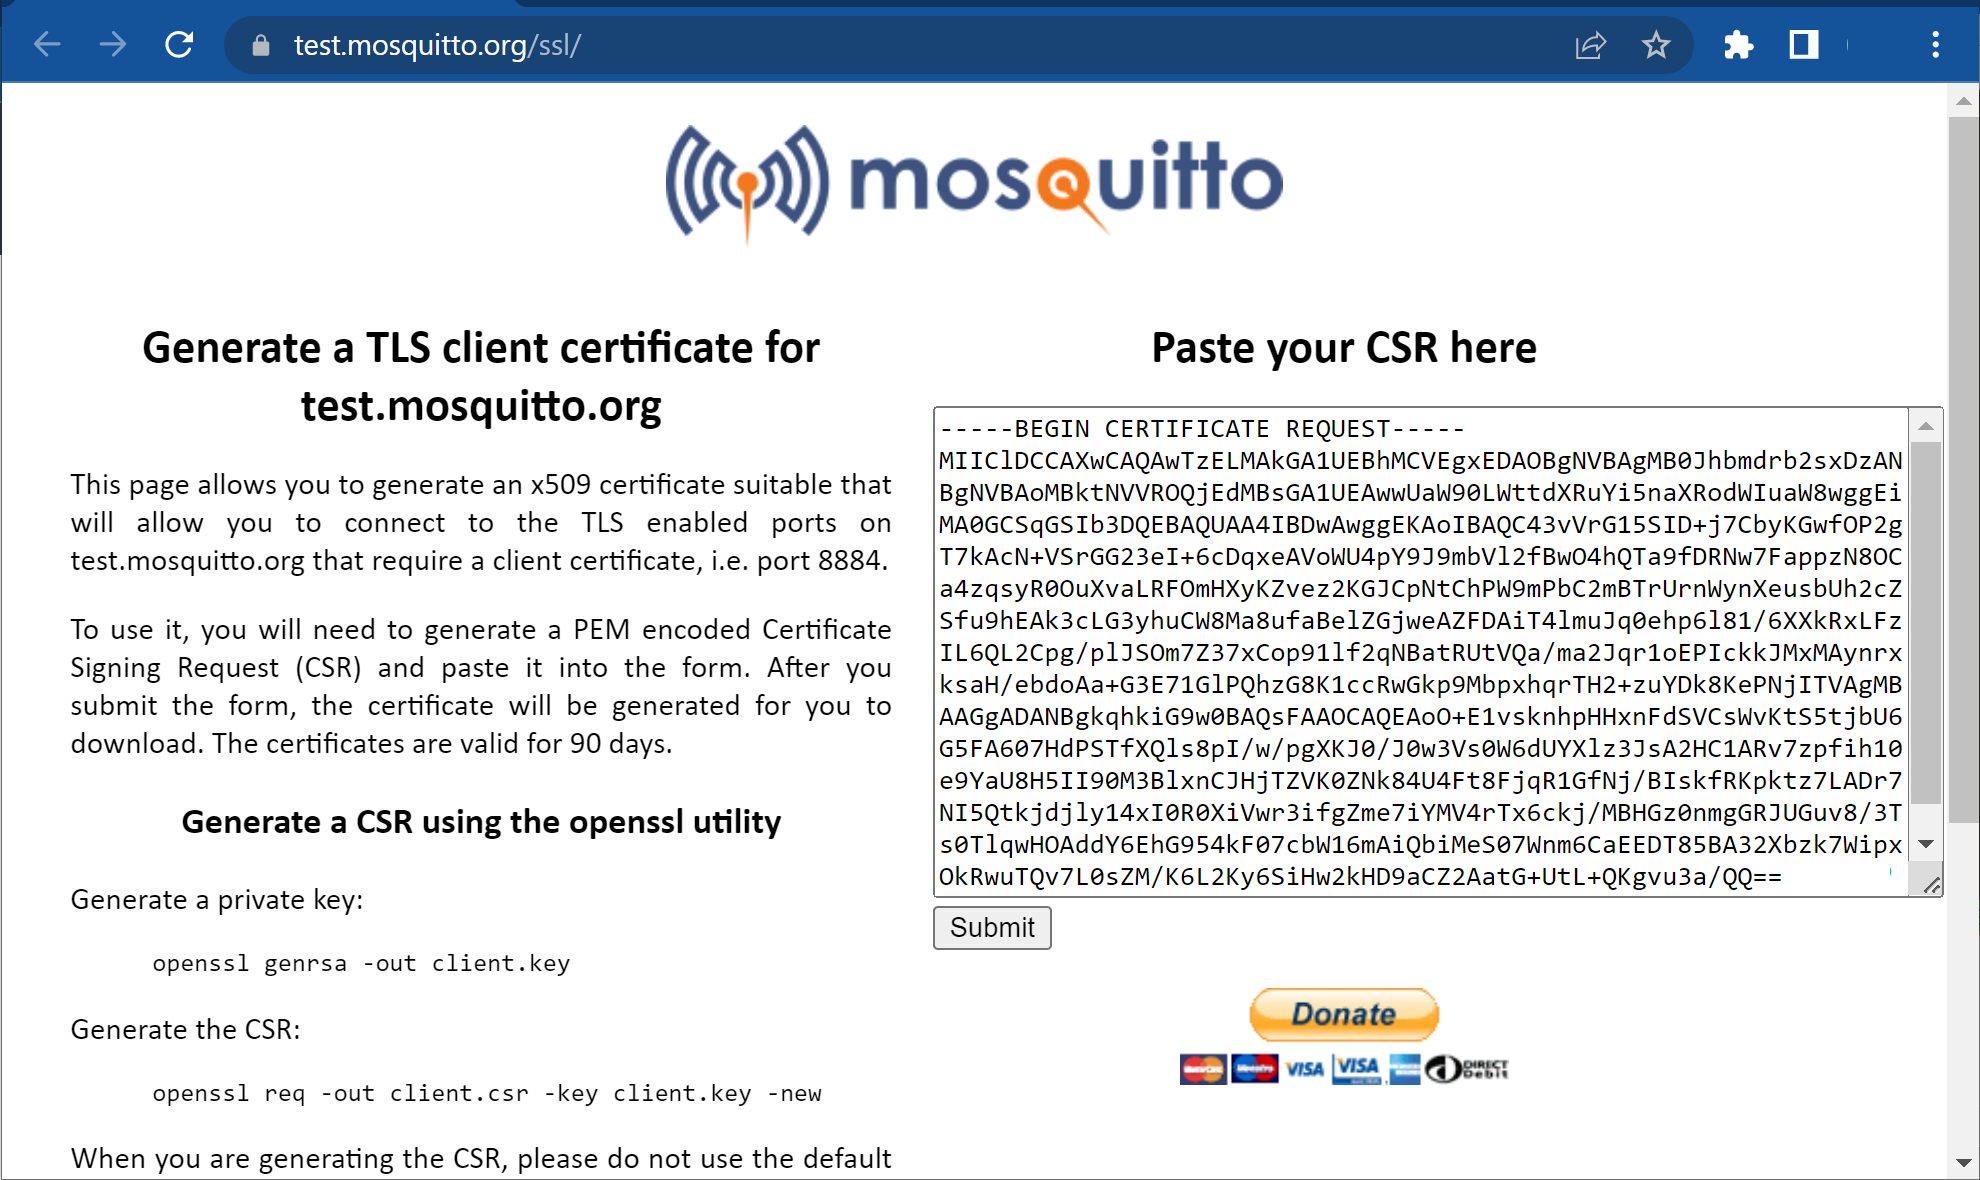 test.mosquitto.org/ssl/
mosquitto
Generate a TLS client certificate for
test.mosquitto.org
This page allows you to generate an x509 certificate suitable that
will allow you to connect to the TLS enabled ports on
test.mosquitto.org that require a client certificate, i.e. port 8884.
To use it, you will need to generate a PEM encoded Certificate
Signing Request (CSR) and paste it into the form. After you
submit the form, the certificate will be generated for you to
download. The certificates are valid for 90 days.
Generate a CSR using the openssl utility
Generate a private key:
openssl genrsa -out client.key
Generate the CSR:
openssl req -out client.csr -key client.key -new
When you are generating the CSR, please do not use the default
Paste your CSR here
-----BEGIN CERTIFICATE REQUEST-----
MIIClDCCAXwCAQAwTzELMAkGA1UEBhMCVEgxEDAOBgNVBAgMB0Jhbmdrb2sxDzAN
BgNVBAoMBktNVVROQjEdMBsGA1UEAwwUaW90LWttdXRuYi5naXRodWIuaW8wggEi
MA0GCSqGSIb3DQEBAQUAA4IBDwAwggEKAoIBAQC43vVrG15SID+j7CbyKGwfOP2g
T7kAcN+VSrGG23eI+6cDqxeAVoWU4pY9J9mbVl2fBwO4hQTa9fDRNw7FappzN8OC
a4zqsyR0OuXvaLRFOmHXyKZvez2KGJCpNtChPW9mPbC2mBTrUrnWynXeusbUh2cZ
Sfu9hEAk3cLG3yhuCW8Ma8ufaBelZGjweAZFDAiT4lmuJq0ehp6l81/6XXkRxLFz
IL6QL2Cpg/plJSOm7Z37xCop91lf2qNBatRUtVQa/ma2Jqr1oEPIckkJMxMAynrx
ksaH/ebdoAa+G3E71GlPQhzG8K1ccRwGkp9MbpxhqrTH2+zuYDk8KePNjITVAgMB
AAGgADANBgkqhkiG9w0BAQsFAAOCAQEAoO+E1vsknhpHHxnFdSVCsWvKtS5tjbU6
G5FA607HdPSTfXQls8pI/w/pgXKJ0/J0w3Vs0W6dUYXlz3JsA2HC1ARv7zpfih10
e9YaU8H5II90M3BlxnCJHjTZVK0ZNk84U4Ft8FjqR1GfNj/BIskfRKpktz7LADr7
NI5Qtkjdjly14xI0R0XiVwr3ifgZme7iYMV4rTx6ckj/MBHGz0nmgGRJUGuv8/3T
s0TlqwHOAddY6EhG954kF07cbW16mAiQbiMeS07Wnm6CaEEDT85BA32Xbzk7Wipx
OkRwuTQv7L0sZM/K6L2Ky6SiHw2kHD9aCZ2AatG+UtL+QKgvu3a/QQ==
Submit
Donate
VISA
VISA
DIRECT
Debit